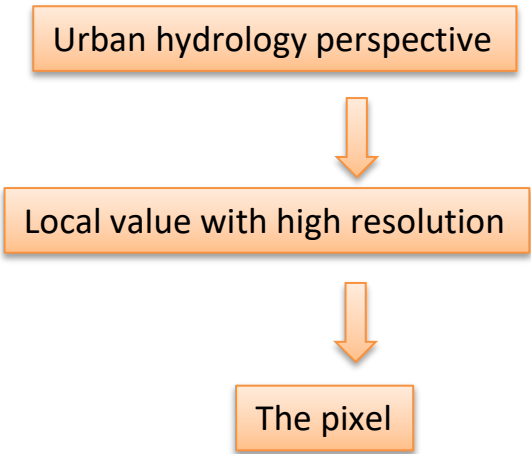 Urban hydrology perspective
Local value with high resolution
The pixel